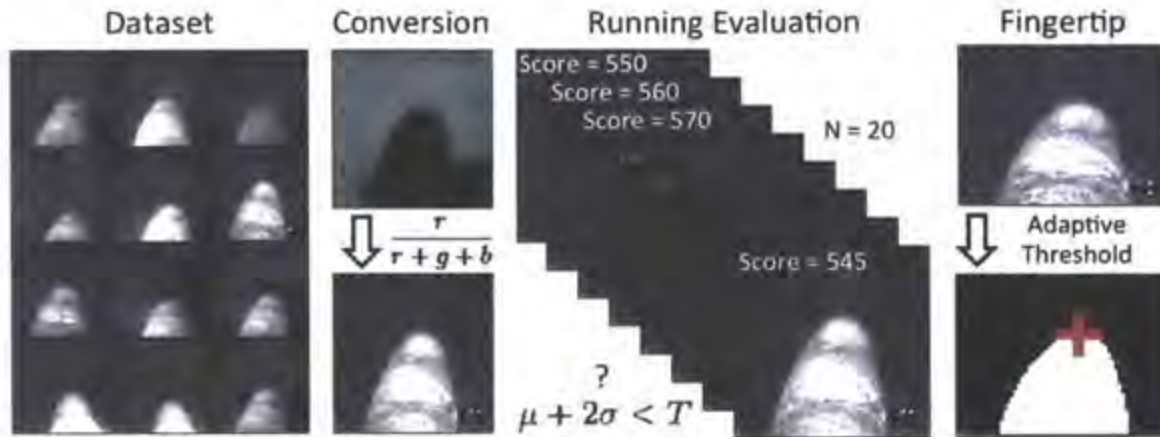 Dataset
Conversion
Running Evaluation
Fingertip
Score = 550
Score = 560
Score = 570
N = 20
r
r + g + b
Score = 545
Adaptive
Threshold
?
μ + 2σ < T